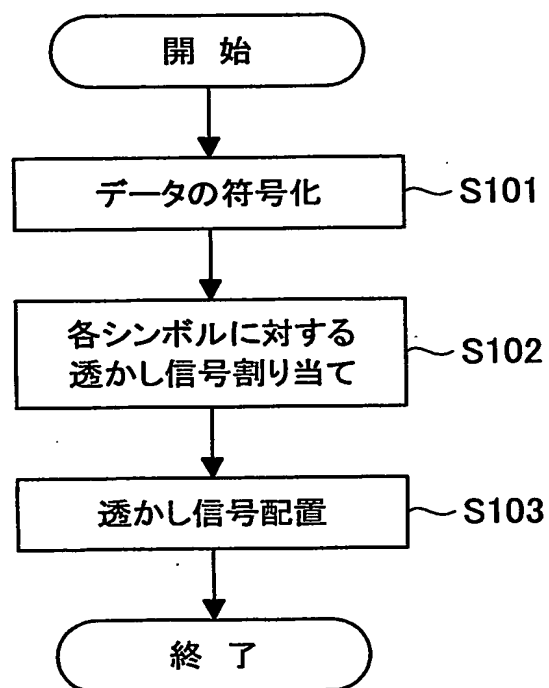 開始
データの符号化
S101
各シンボルに対する
透かし信号割り当て
S102
透かし信号配置
S103
終了